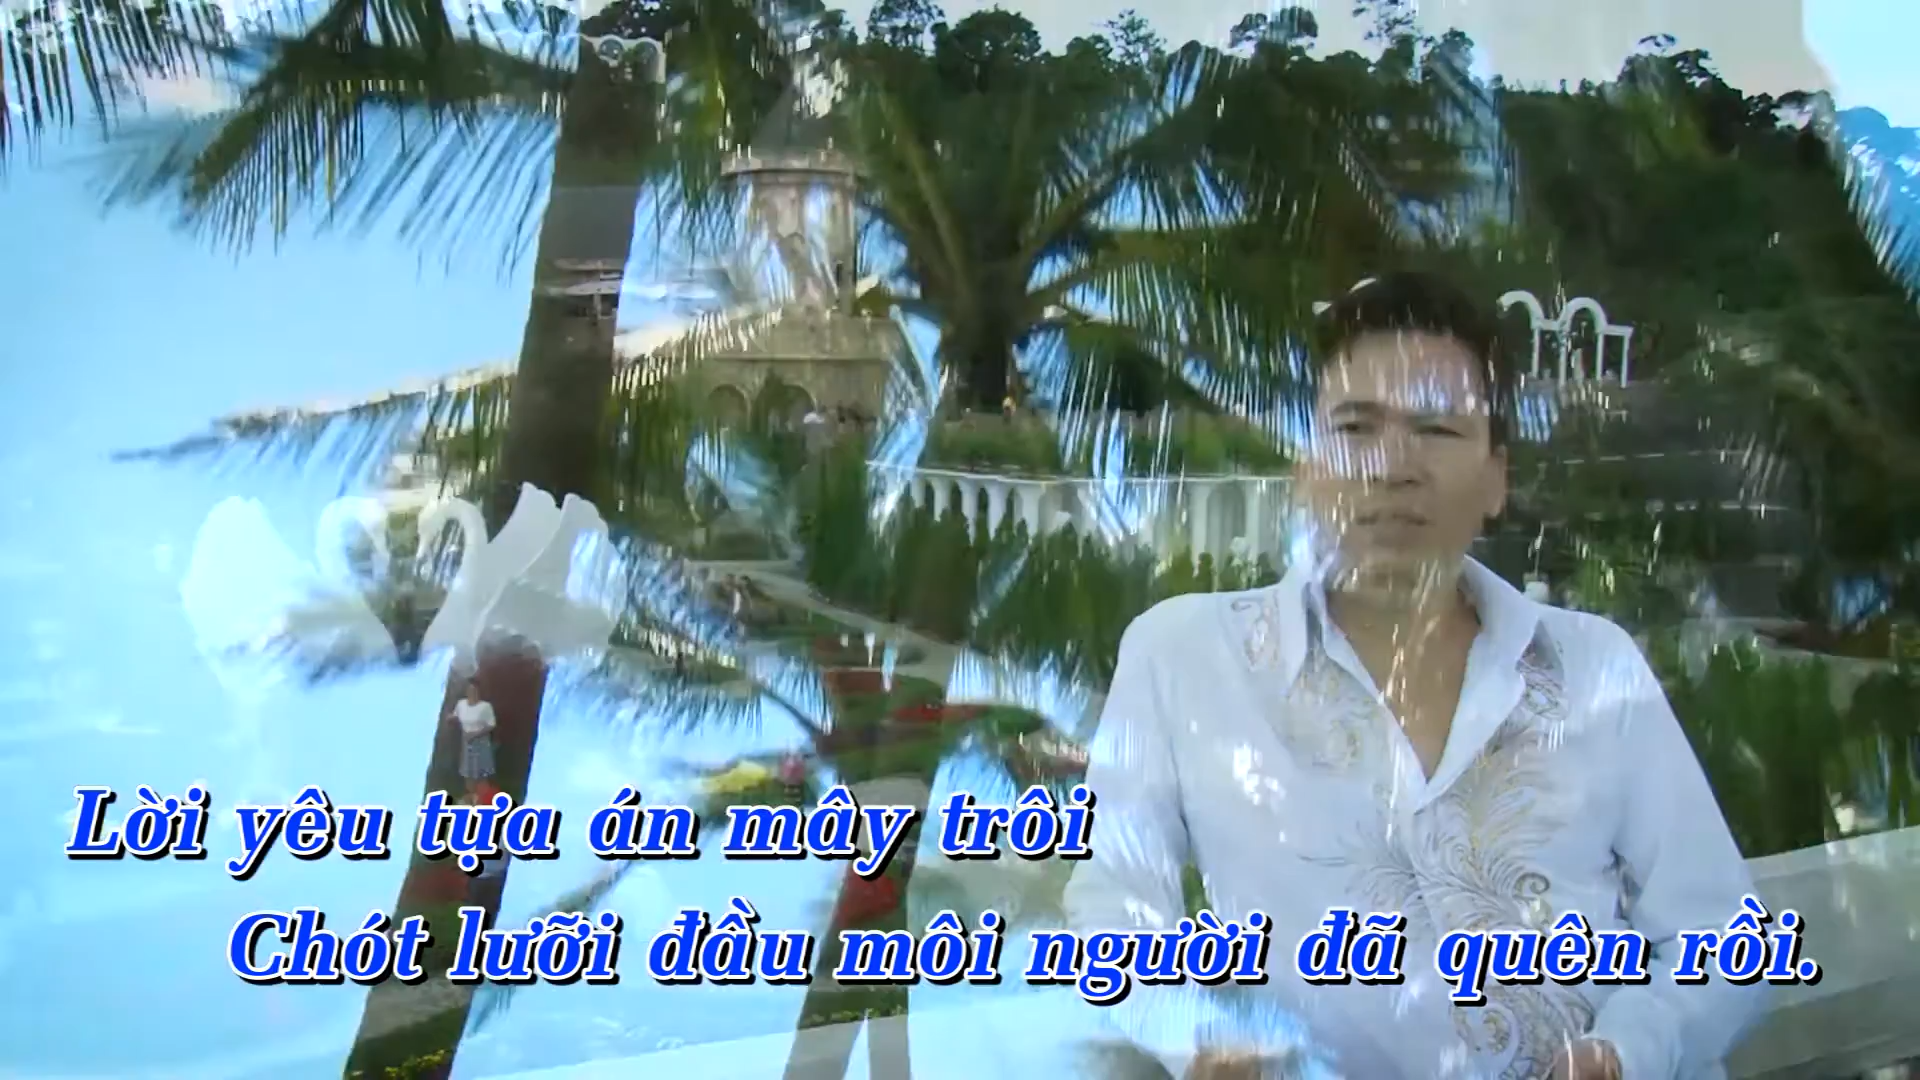 Lời yêu tựa án mây trôi
Chót lưỡi đầu môi người đã quên rồi.